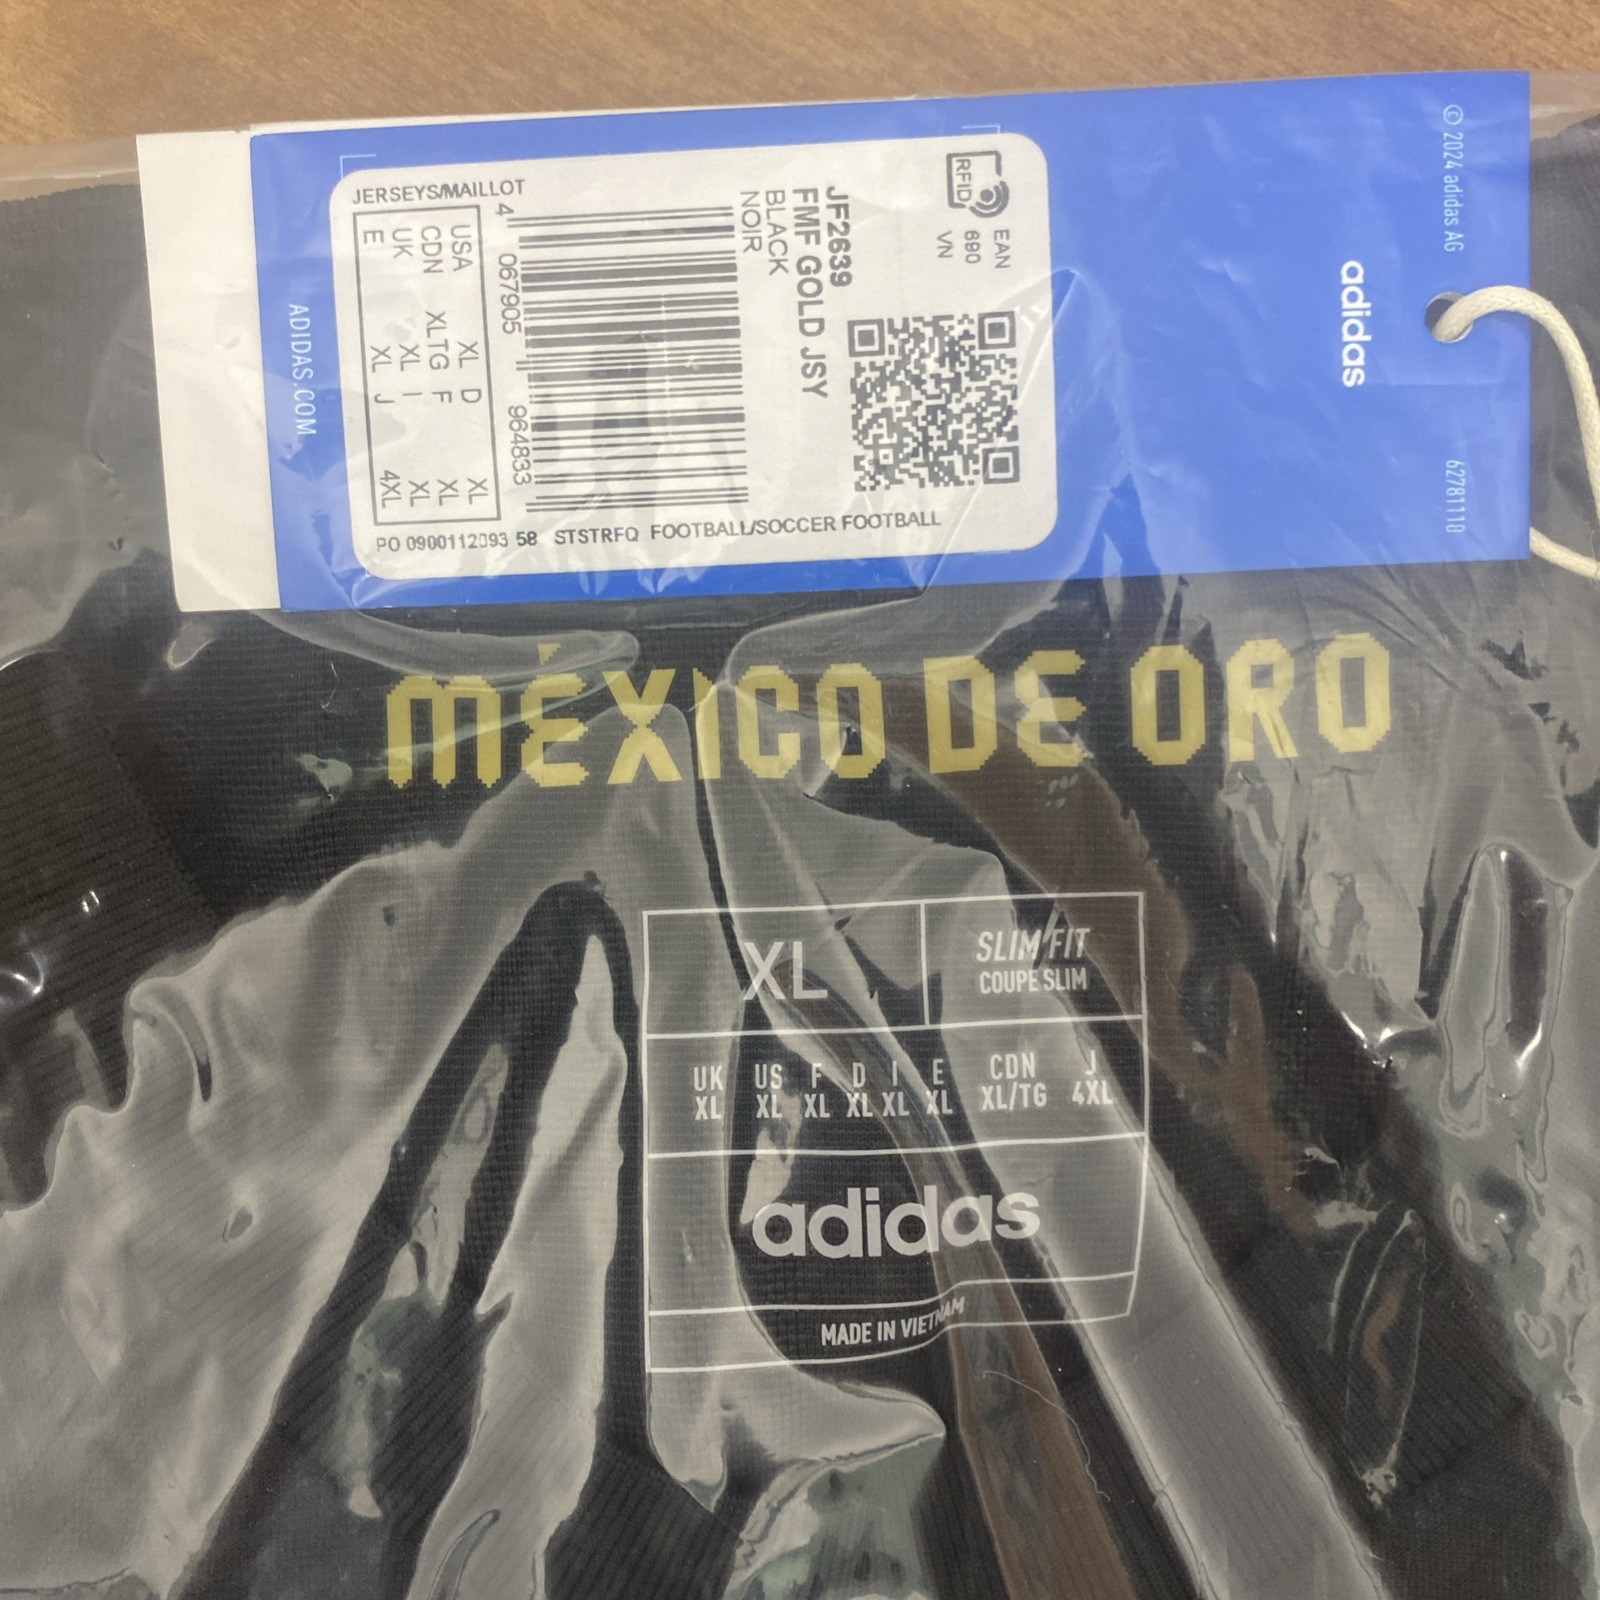 © 2024 adidas AG
adidas
62781110
EAN
RFID 690
VN
JF2639
FMF GOLD JSY
BLACK
NOIR
4 067905 964833
JERSEYS/MAILLOT
USA XL D XL
CDN XLTG F XL
UK XL I XL
E XL J 4XL
PO 0900112093 58 STSTRFQ FOOTBALL/SOCCER FOOTBALL
ADIDAS.COM
MÉXICO DE ORO
XL
SLIM FIT
COUPE SLIM
UK US F D I E CDN J
XL XL XL XL XL XL XL/TG 4XL
adidas
MADE IN VIETNAM